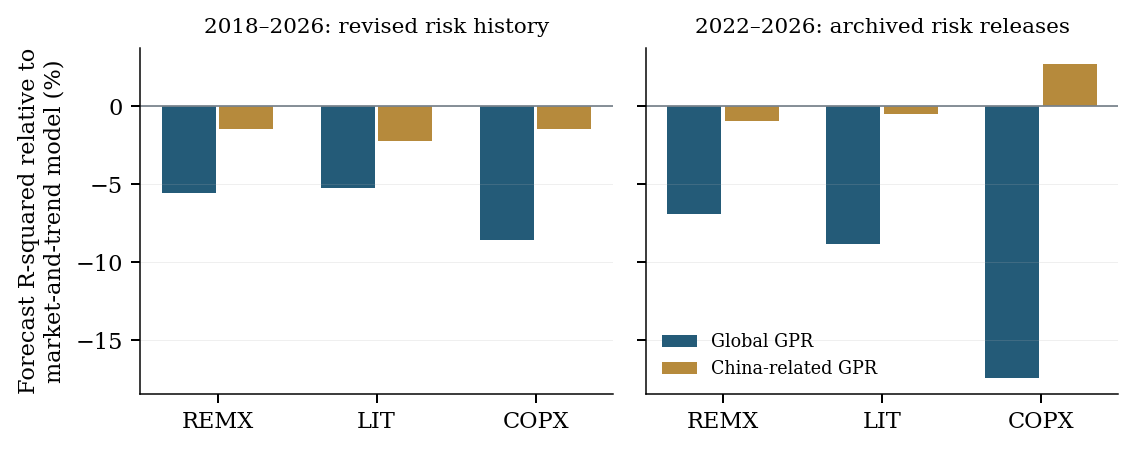 2018–2026: revised risk history
2022–2026: archived risk releases
Forecast R-squared relative to
market-and-trend model (%)
0
−5
−10
−15
Global GPR
China-related GPR
REMX LIT COPX
REMX LIT COPX